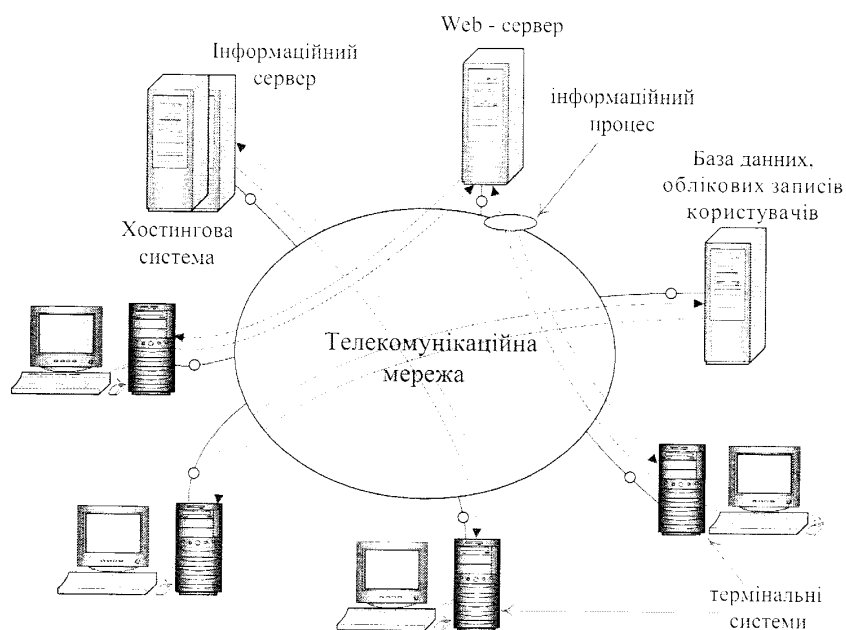 Web - сервер
Інформаційний
сервер
інформаційний
процес
База данних,
облікових записів
користувачів
Хостингова
система
Телекомунікаційна
мережа
термінальні
системи